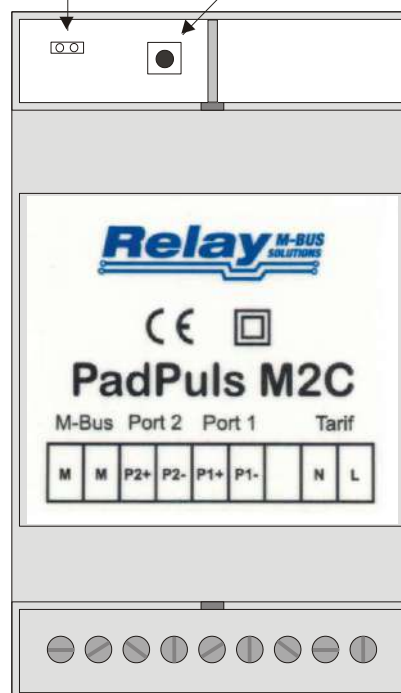 Relay M-BUS
SOLUTIONS
CE
PadPuls M2C
M-Bus Port 2 Port 1 Tarif
M M P2+ P2- P1+ P1- N L